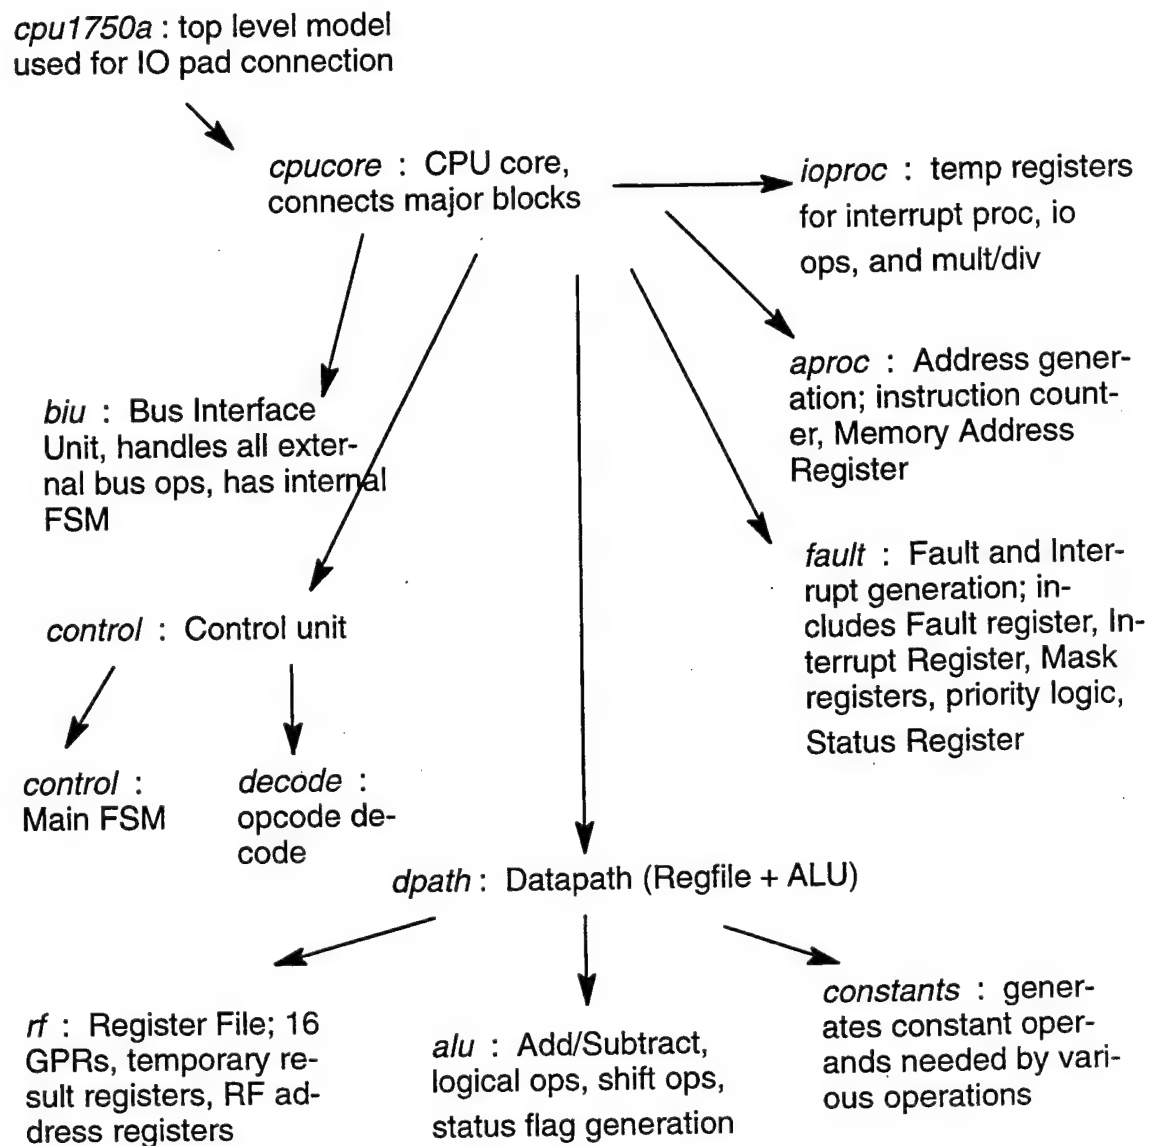 cpu1750a : top level model
used for IO pad connection
cpucore : CPU core,
connects major blocks
ioproc : temp registers
for interrupt proc, io
ops, and mult/div
aproc : Address gener-
ation; instruction count-
er, Memory Address
Register
biu : Bus Interface
Unit, handles all exter-
nal bus ops, has internal
FSM
fault : Fault and Inter-
rupt generation; in-
cludes Fault register, In-
terrupt Register, Mask
registers, priority logic,
Status Register
control : Control unit
control :
Main FSM
decode :
opcode de-
code
dpath : Datapath (Regfile + ALU)
rf : Register File; 16
GPRs, temporary re-
sult registers, RF ad-
dress registers
alu : Add/Subtract,
logical ops, shift ops,
status flag generation
constants : gener-
ates constant oper-
ands needed by vari-
ous operations